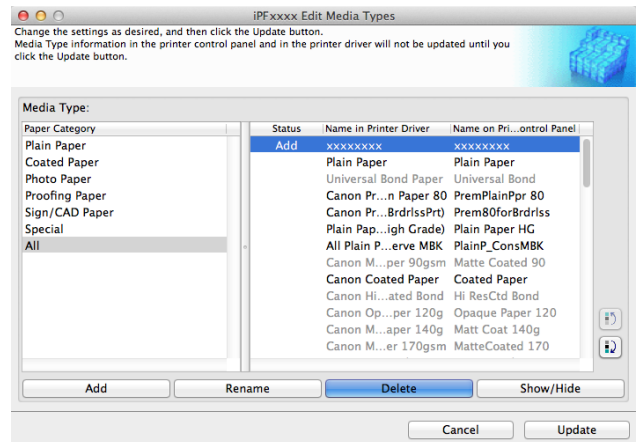 iPFxxxx Edit Media Types
Change the settings as desired, and then click the Update button.
Media Type information in the printer control panel and in the printer driver will not be updated until you
click the Update button.
Media Type:
Paper Category
Plain Paper
Coated Paper
Photo Paper
Proofing Paper
Sign/CAD Paper
Special
All
Status Name in Printer Driver Name on Pri...ontrol Panel
Add xxxxxxxx xxxxxxxx
Plain Paper Plain Paper
Universal Bond Paper Universal Bond
Canon Pr...n Paper 80 PremPlainPpr 80
Canon Pr...BrdrlssPrt) Prem80forBrdrlss
Plain Pap...igh Grade) Plain Paper HG
All Plain P...erve MBK PlainP_ConsMBK
Canon M...per 90gsm Matte Coated 90
Canon Coated Paper Coated Paper
Canon Hi...ated Bond Hi ResCtd Bond
Canon Op...per 120g Opaque Paper 120
Canon M...aper 140g Matt Coat 140g
Canon M...er 170gsm MatteCoated 170
Add Rename Delete Show/Hide
Cancel Update